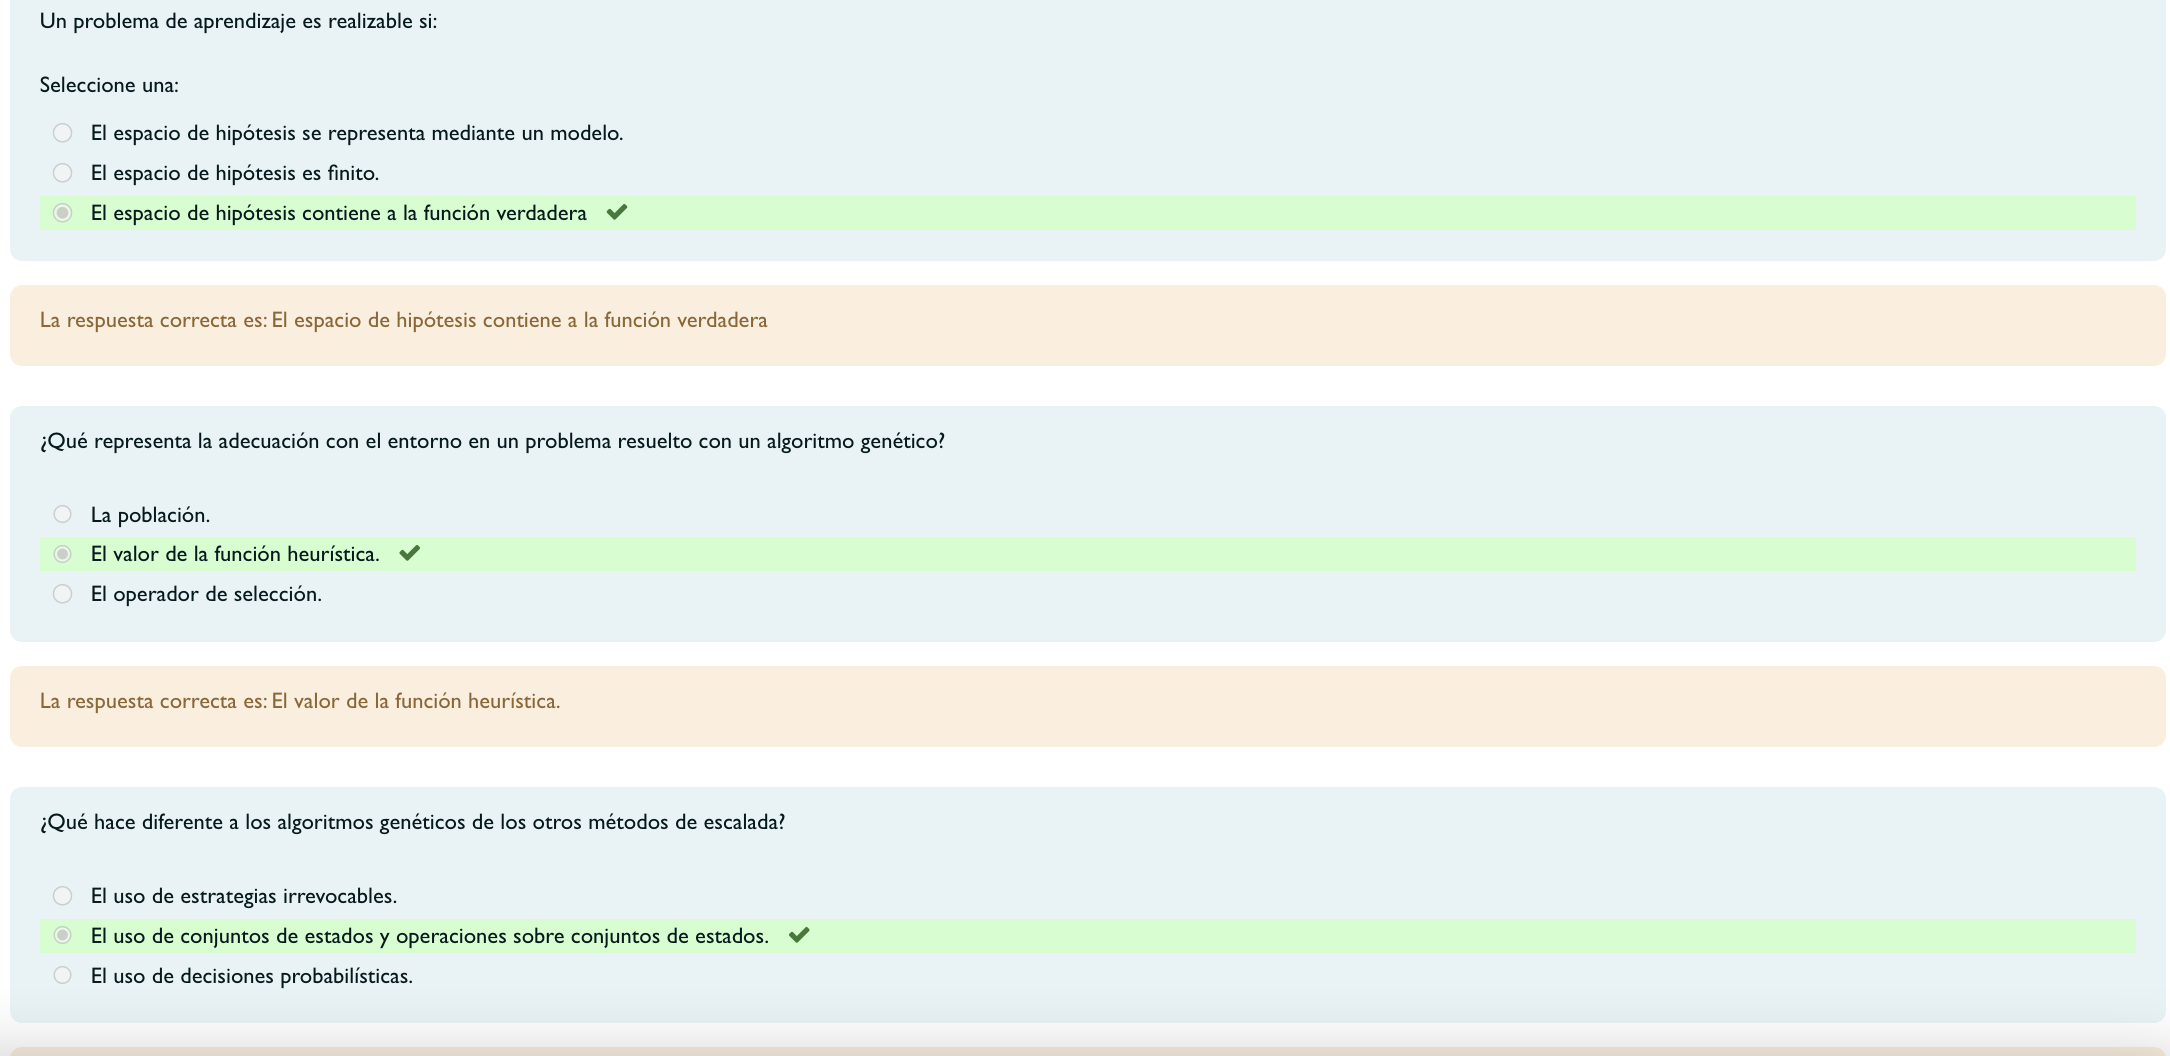 Un problema de aprendizaje es realizable si:
Seleccione una:
El espacio de hipótesis se representa mediante un modelo.
El espacio de hipótesis es finito.
El espacio de hipótesis contiene a la función verdadera
La respuesta correcta es: El espacio de hipótesis contiene a la función verdadera
¿Qué representa la adecuación con el entorno en un problema resuelto con un algoritmo genético?
La población.
El valor de la función heurística.
El operador de selección.
La respuesta correcta es: El valor de la función heurística.
¿Qué hace diferente a los algoritmos genéticos de los otros métodos de escalada?
El uso de estrategias irrevocables.
El uso de conjuntos de estados y operaciones sobre conjuntos de estados.
El uso de decisiones probabilísticas.